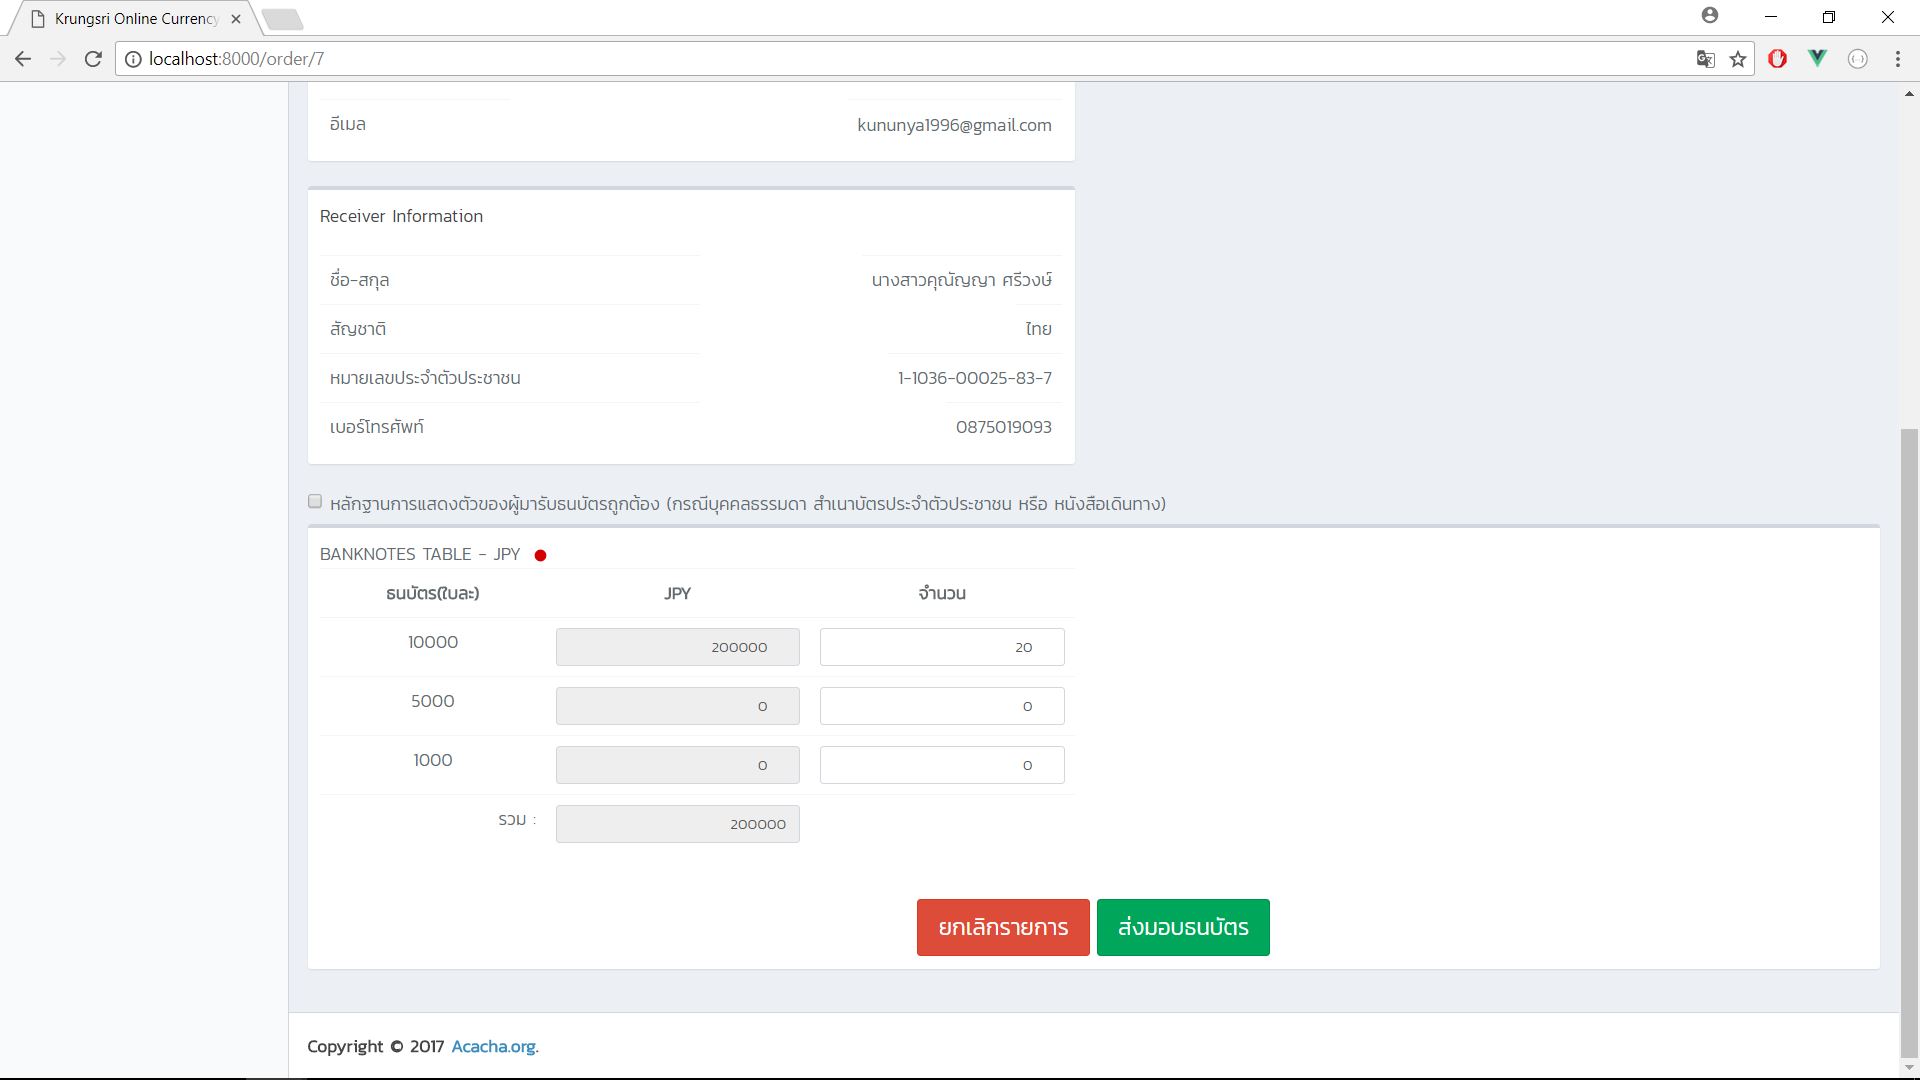 Krungsri Online Currency
localhost:8000/order/7
อีเมล kununya1996@gmail.com
Receiver Information
ชื่อ-สกุล นางสาวคุณัญญา ศรีวงษ์
สัญชาติ ไทย
หมายเลขประจำตัวประชาชน 1-1036-00025-83-7
เบอร์โทรศัพท์ 0875019093
หลักฐานการแสดงตัวของผู้มารับธนบัตรถูกต้อง (กรณีบุคคลธรรมดา สำเนาบัตรประจำตัวประชาชน หรือ หนังสือเดินทาง)
BANKNOTES TABLE - JPY
ธนบัตร(ใบละ) JPY จำนวน
10000 200000 20
5000 0 0
1000 0 0
รวม : 200000
ยกเลิกรายการ ส่งมอบธนบัตร
Copyright © 2017 Acacha.org.